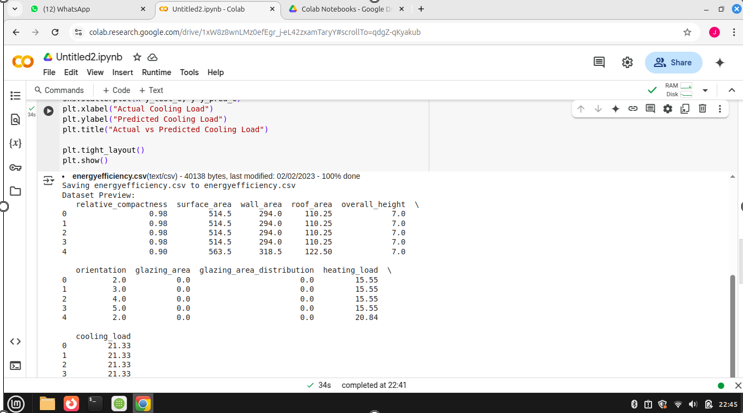 (12) WhatsApp
Untitled2.ipynb - Colab
Colab Notebooks - Google D
colab.research.google.com/drive/1xW8z8wnLMz0efEgr_j-eL42zxamTaryY#scrollTo=qdgZ-qKyakub
Untitled2.ipynb
File Edit View Insert Runtime Tools Help
Share
Commands + Code + Text
RAM
Disk
34s
plt.xlabel("Actual Cooling Load")
plt.ylabel("Predicted Cooling Load")
plt.title("Actual vs Predicted Cooling Load")
plt.tight_layout()
plt.show()
• energyefficiency.csv(text/csv) - 40138 bytes, last modified: 02/02/2023 - 100% done
Saving energyefficiency.csv to energyefficiency.csv
Dataset Preview:
relative_compactness surface_area wall_area roof_area overall_height \
0 0.98 514.5 294.0 110.25 7.0
1 0.98 514.5 294.0 110.25 7.0
2 0.98 514.5 294.0 110.25 7.0
3 0.98 514.5 294.0 110.25 7.0
4 0.90 563.5 318.5 122.50 7.0
orientation glazing_area glazing_area_distribution heating_load \
0 2.0 0.0 0.0 15.55
1 3.0 0.0 0.0 15.55
2 4.0 0.0 0.0 15.55
3 5.0 0.0 0.0 15.55
4 2.0 0.0 0.0 20.84
cooling_load
0 21.33
1 21.33
2 21.33
3 21.33
34s completed at 22:41
22:45